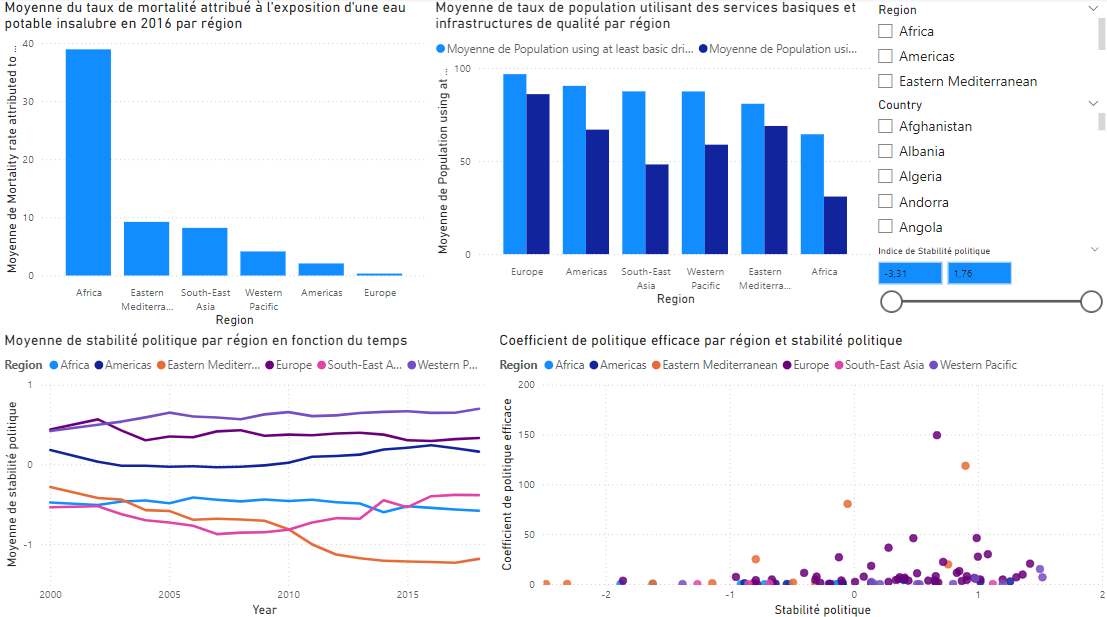 Moyenne du taux de mortalité attribué à l'exposition d'une eau
potable insalubre en 2016 par région
Moyenne de Mortality rate attributed to ...
40
30
20
10
0
Africa
Eastern
Mediterra...
South-East
Asia
Western
Pacific
Americas
Europe
Region
Moyenne de taux de population utilisant des services basiques et
infrastructures de qualité par région
Moyenne de Population using at least basic dri...
Moyenne de Population usi...
Moyenne de Population using at ...
100
50
0
Europe
Americas
South-East
Asia
Western
Pacific
Eastern
Mediterra...
Africa
Region
Region
Africa
Americas
Eastern Mediterranean
Country
Afghanistan
Albania
Algeria
Andorra
Angola
Indice de Stabilité politique
-3,31
1,76
Moyenne de stabilité politique par région en fonction du temps
Region
Africa
Americas
Eastern Mediterr...
Europe
South-East A...
Western P...
Moyenne de stabilité politique
1
0
-1
2000
2005
2010
2015
Year
Coefficient de politique efficace par région et stabilité politique
Region
Africa
Americas
Eastern Mediterranean
Europe
South-East Asia
Western Pacific
Coefficient de politique efficace
200
150
100
50
0
-2
-1
0
1
2
Stabilité politique